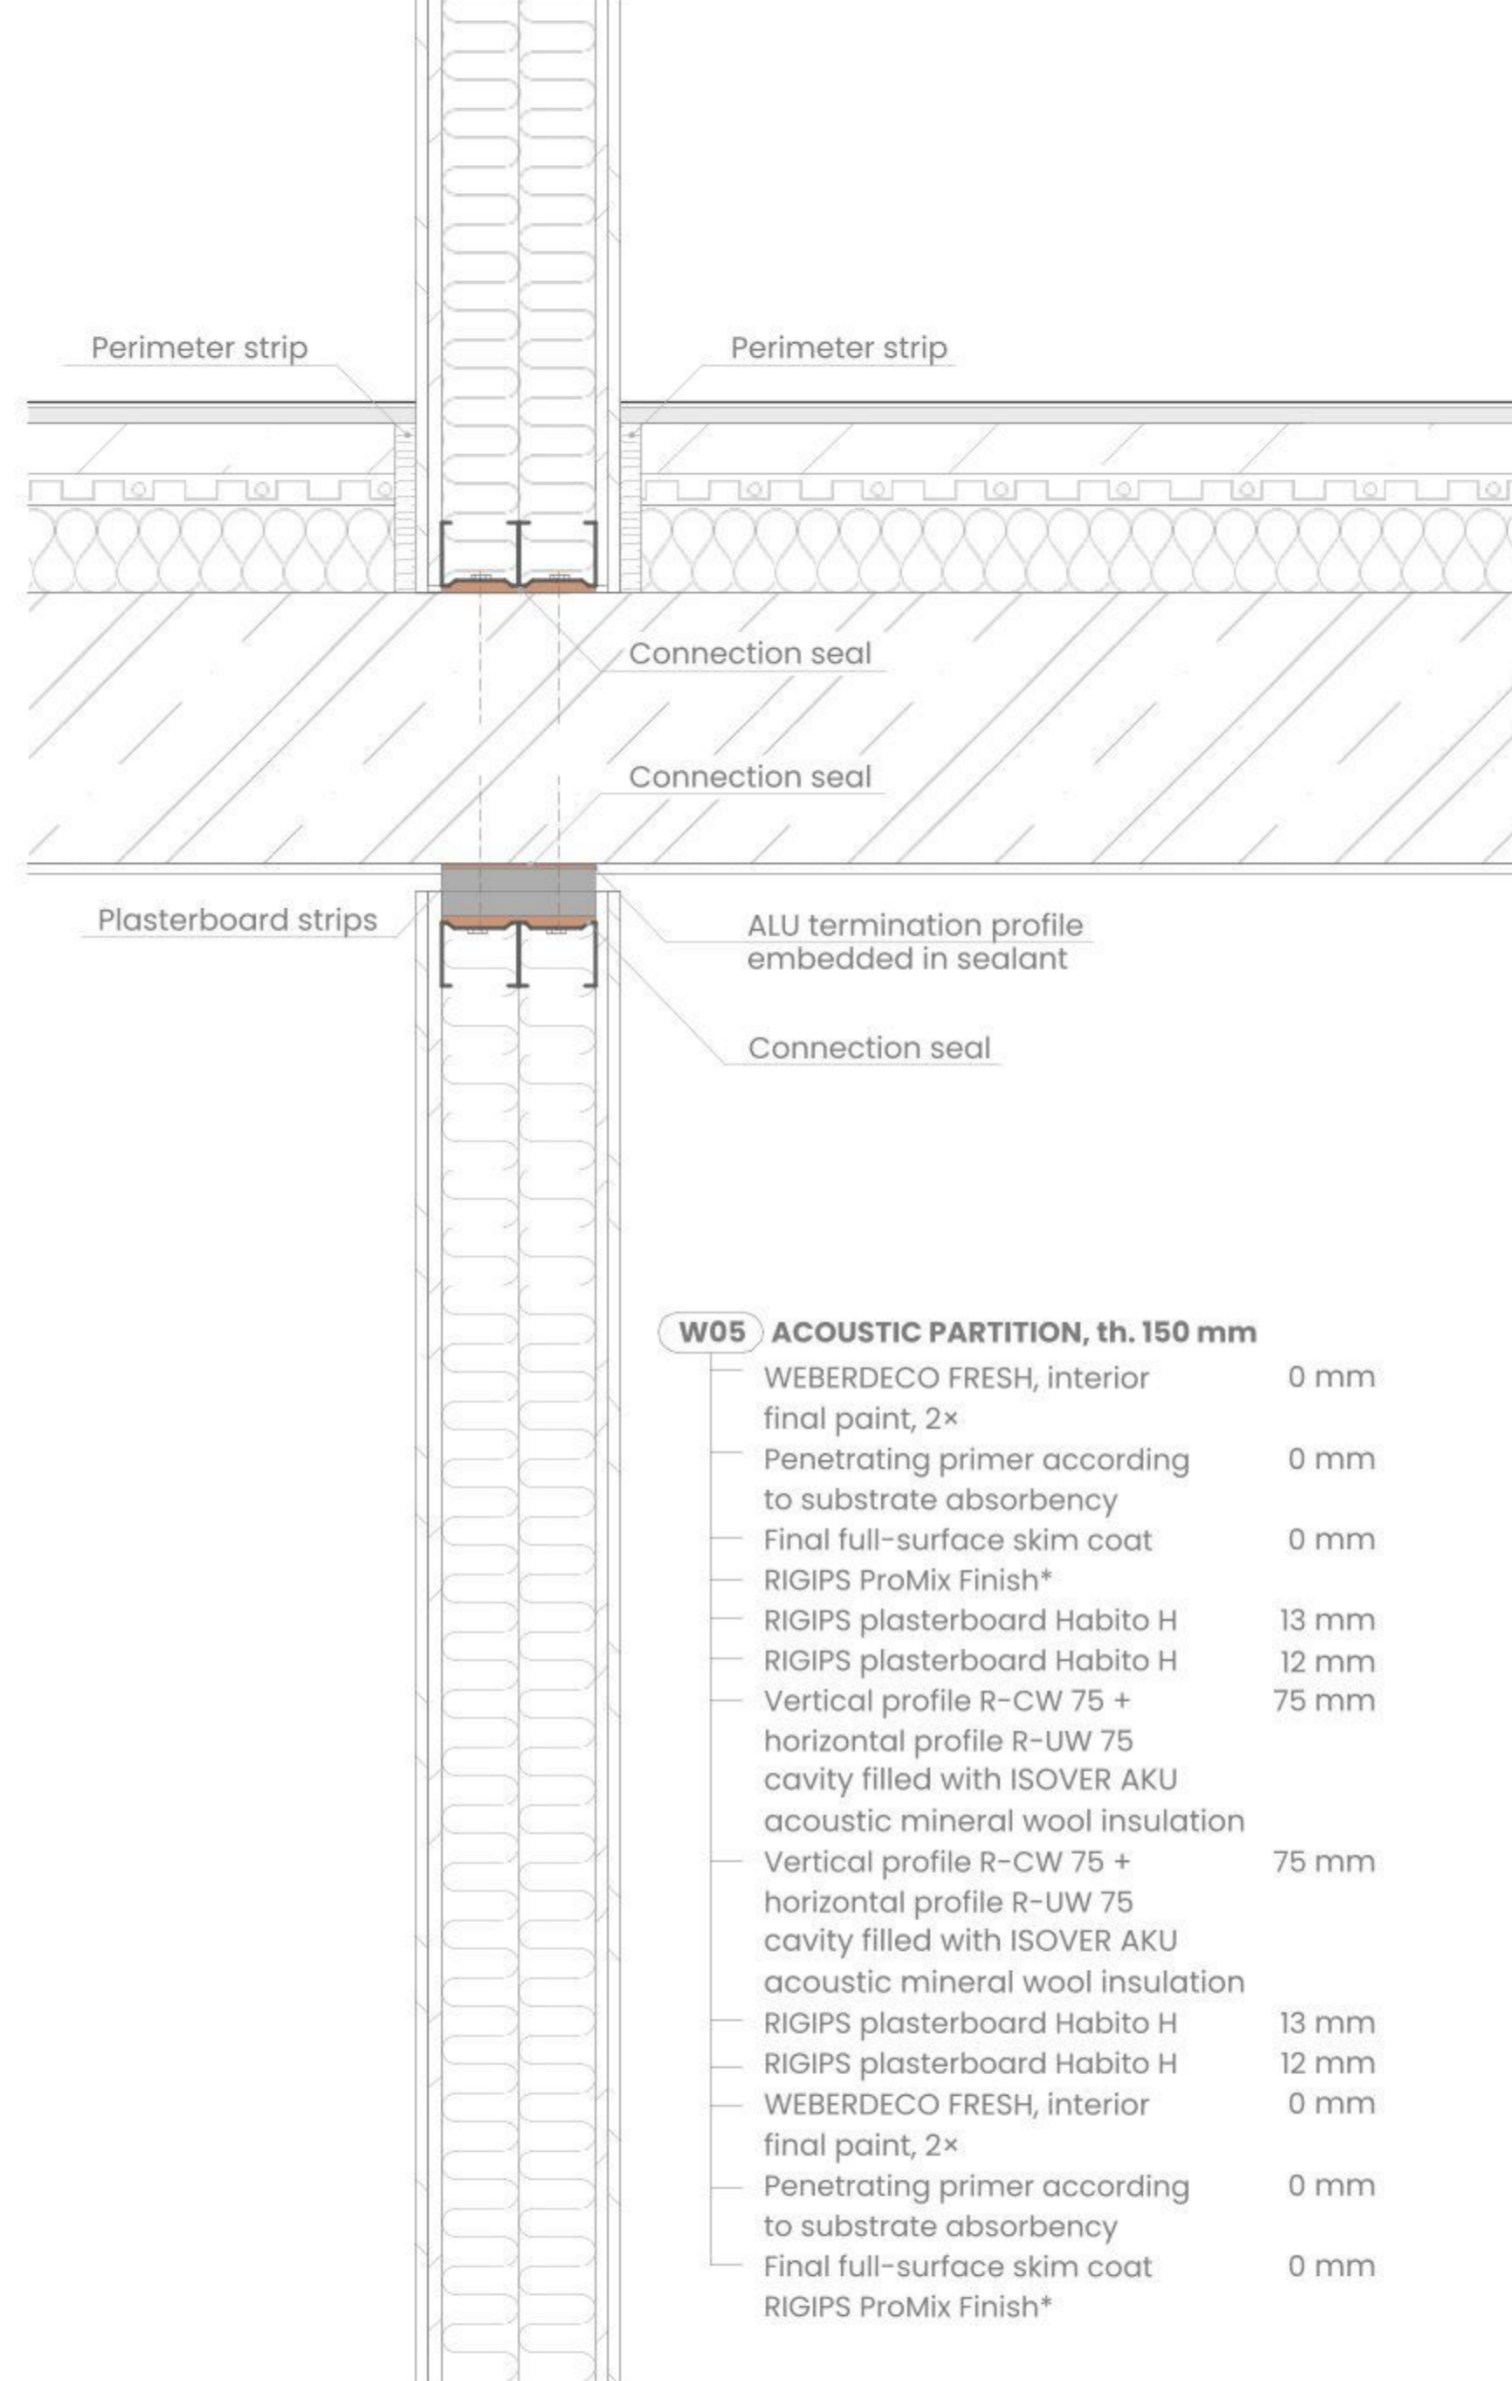 Perimeter strip
Perimeter strip
Connection seal
Connection seal
Plasterboard strips
ALU termination profile
embedded in sealant
Connection seal
W05 ACOUSTIC PARTITION, th. 150 mm
WEBERDECO FRESH, interior 0 mm
final paint, 2×
Penetrating primer according 0 mm
to substrate absorbency
Final full-surface skim coat 0 mm
RIGIPS ProMix Finish*
RIGIPS plasterboard Habito H 13 mm
RIGIPS plasterboard Habito H 12 mm
Vertical profile R-CW 75 + 75 mm
horizontal profile R-UW 75
cavity filled with ISOVER AKU
acoustic mineral wool insulation
Vertical profile R-CW 75 + 75 mm
horizontal profile R-UW 75
cavity filled with ISOVER AKU
acoustic mineral wool insulation
RIGIPS plasterboard Habito H 13 mm
RIGIPS plasterboard Habito H 12 mm
WEBERDECO FRESH, interior 0 mm
final paint, 2×
Penetrating primer according 0 mm
to substrate absorbency
Final full-surface skim coat 0 mm
RIGIPS ProMix Finish*